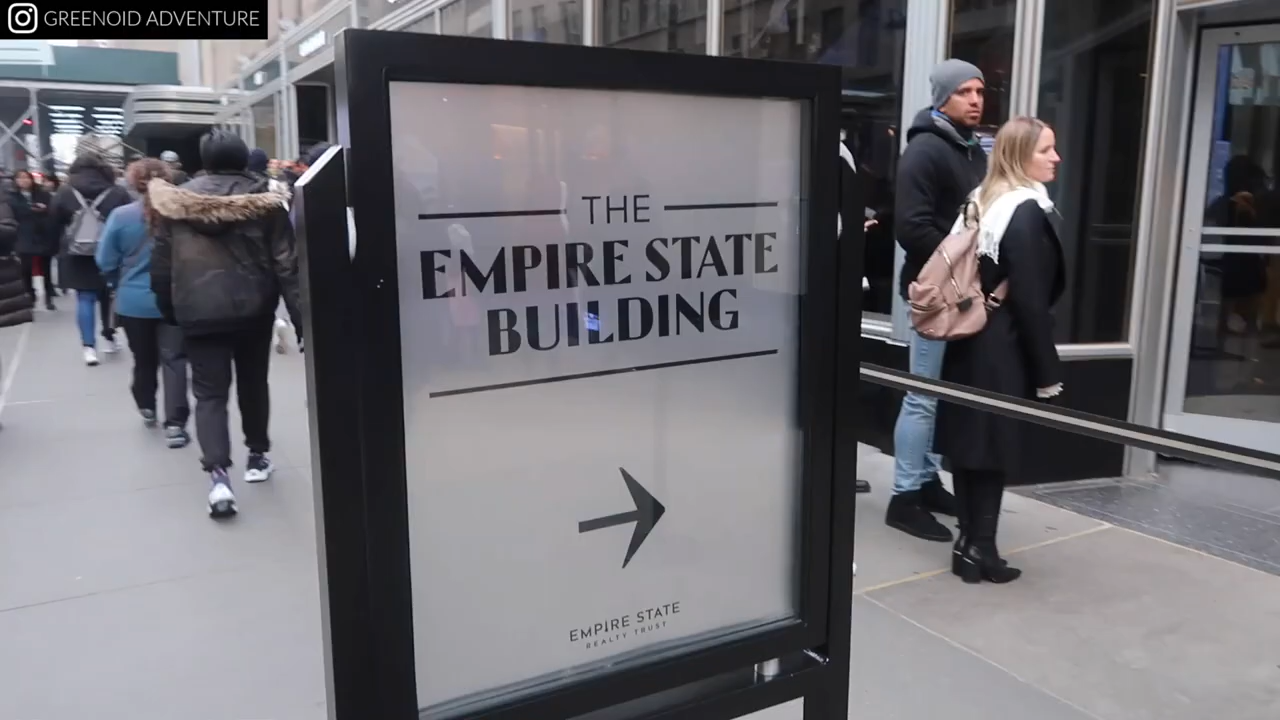 GREENOID ADVENTURE
THE
EMPIRE STATE
BUILDING
EMPIRE STATE
REALTY TRUST